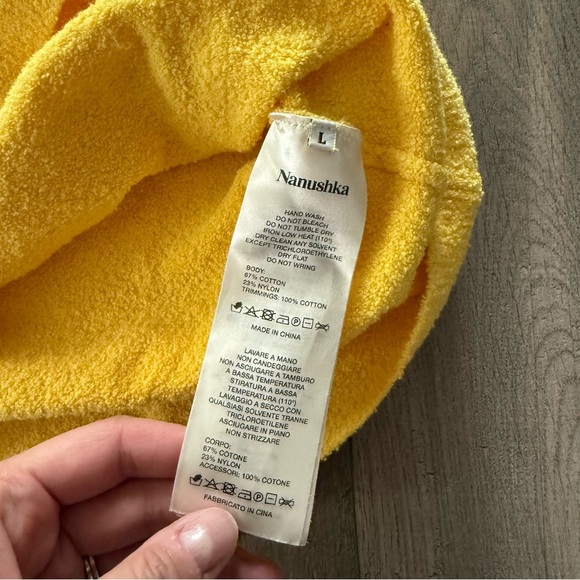 L
Nanushka
HAND WASH
DO NOT BLEACH
DO NOT TUMBLE DRY
IRON LOW HEAT (110°)
DRY CLEAN ANY SOLVENT
EXCEPT TRICHLOROETHYLENE
DRY FLAT
DO NOT WRING
BODY:
67% COTTON
23% NYLON
TRIMMINGS: 100% COTTON
MADE IN CHINA
LAVARE A MANO
NON CANDEGGIARE
NON ASCIUGARE A TAMBURO
A BASSA TEMPERATURA
STIRATURA A BASSA
TEMPERATURA (110°)
LAVAGGIO A SECCO CON
QUALSIASI SOLVENTE TRANNE
TRICLOROETILENE
ASCIUGARE IN PIANO
NON STRIZZARE
CORPO:
67% COTONE
23% NYLON
ACCESSORI: 100% COTONE
FABBRICATO IN CINA